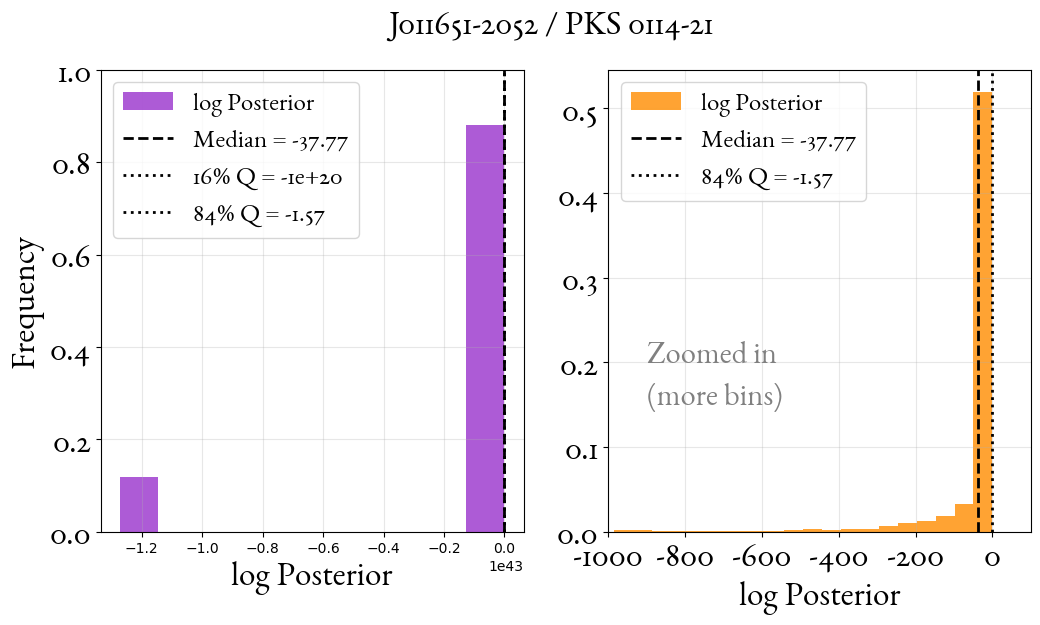 J011651-2052 / PKS 0114-21
Frequency
1.0
0.8
0.6
0.4
0.2
0.0
log Posterior
Median = -37.77
16% Q = -1e+20
84% Q = -1.57
−1.2 −1.0 −0.8 −0.6 −0.4 −0.2 0.0
1e43
log Posterior
0.5
0.4
0.3
0.2
0.1
0.0
log Posterior
Median = -37.77
84% Q = -1.57
Zoomed in
(more bins)
-1000 -800 -600 -400 -200 0
log Posterior